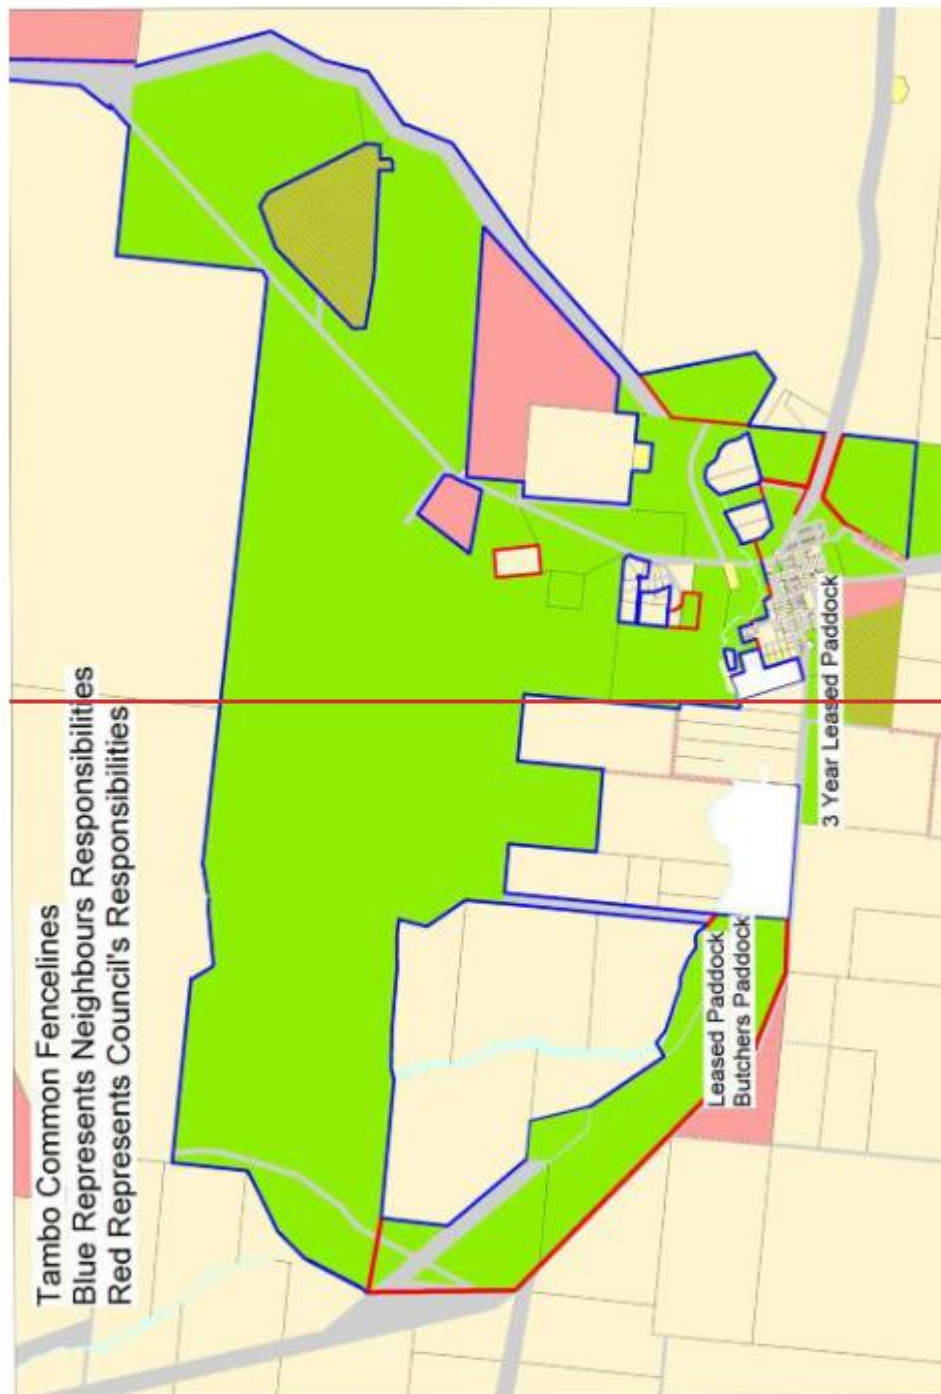 Tambo Common Fencelines
Blue Represents Neighbours Responsibilities
Red Represents Council's Responsibilities
Leased Paddock
Butchers Paddock
3 Year Leased Paddock